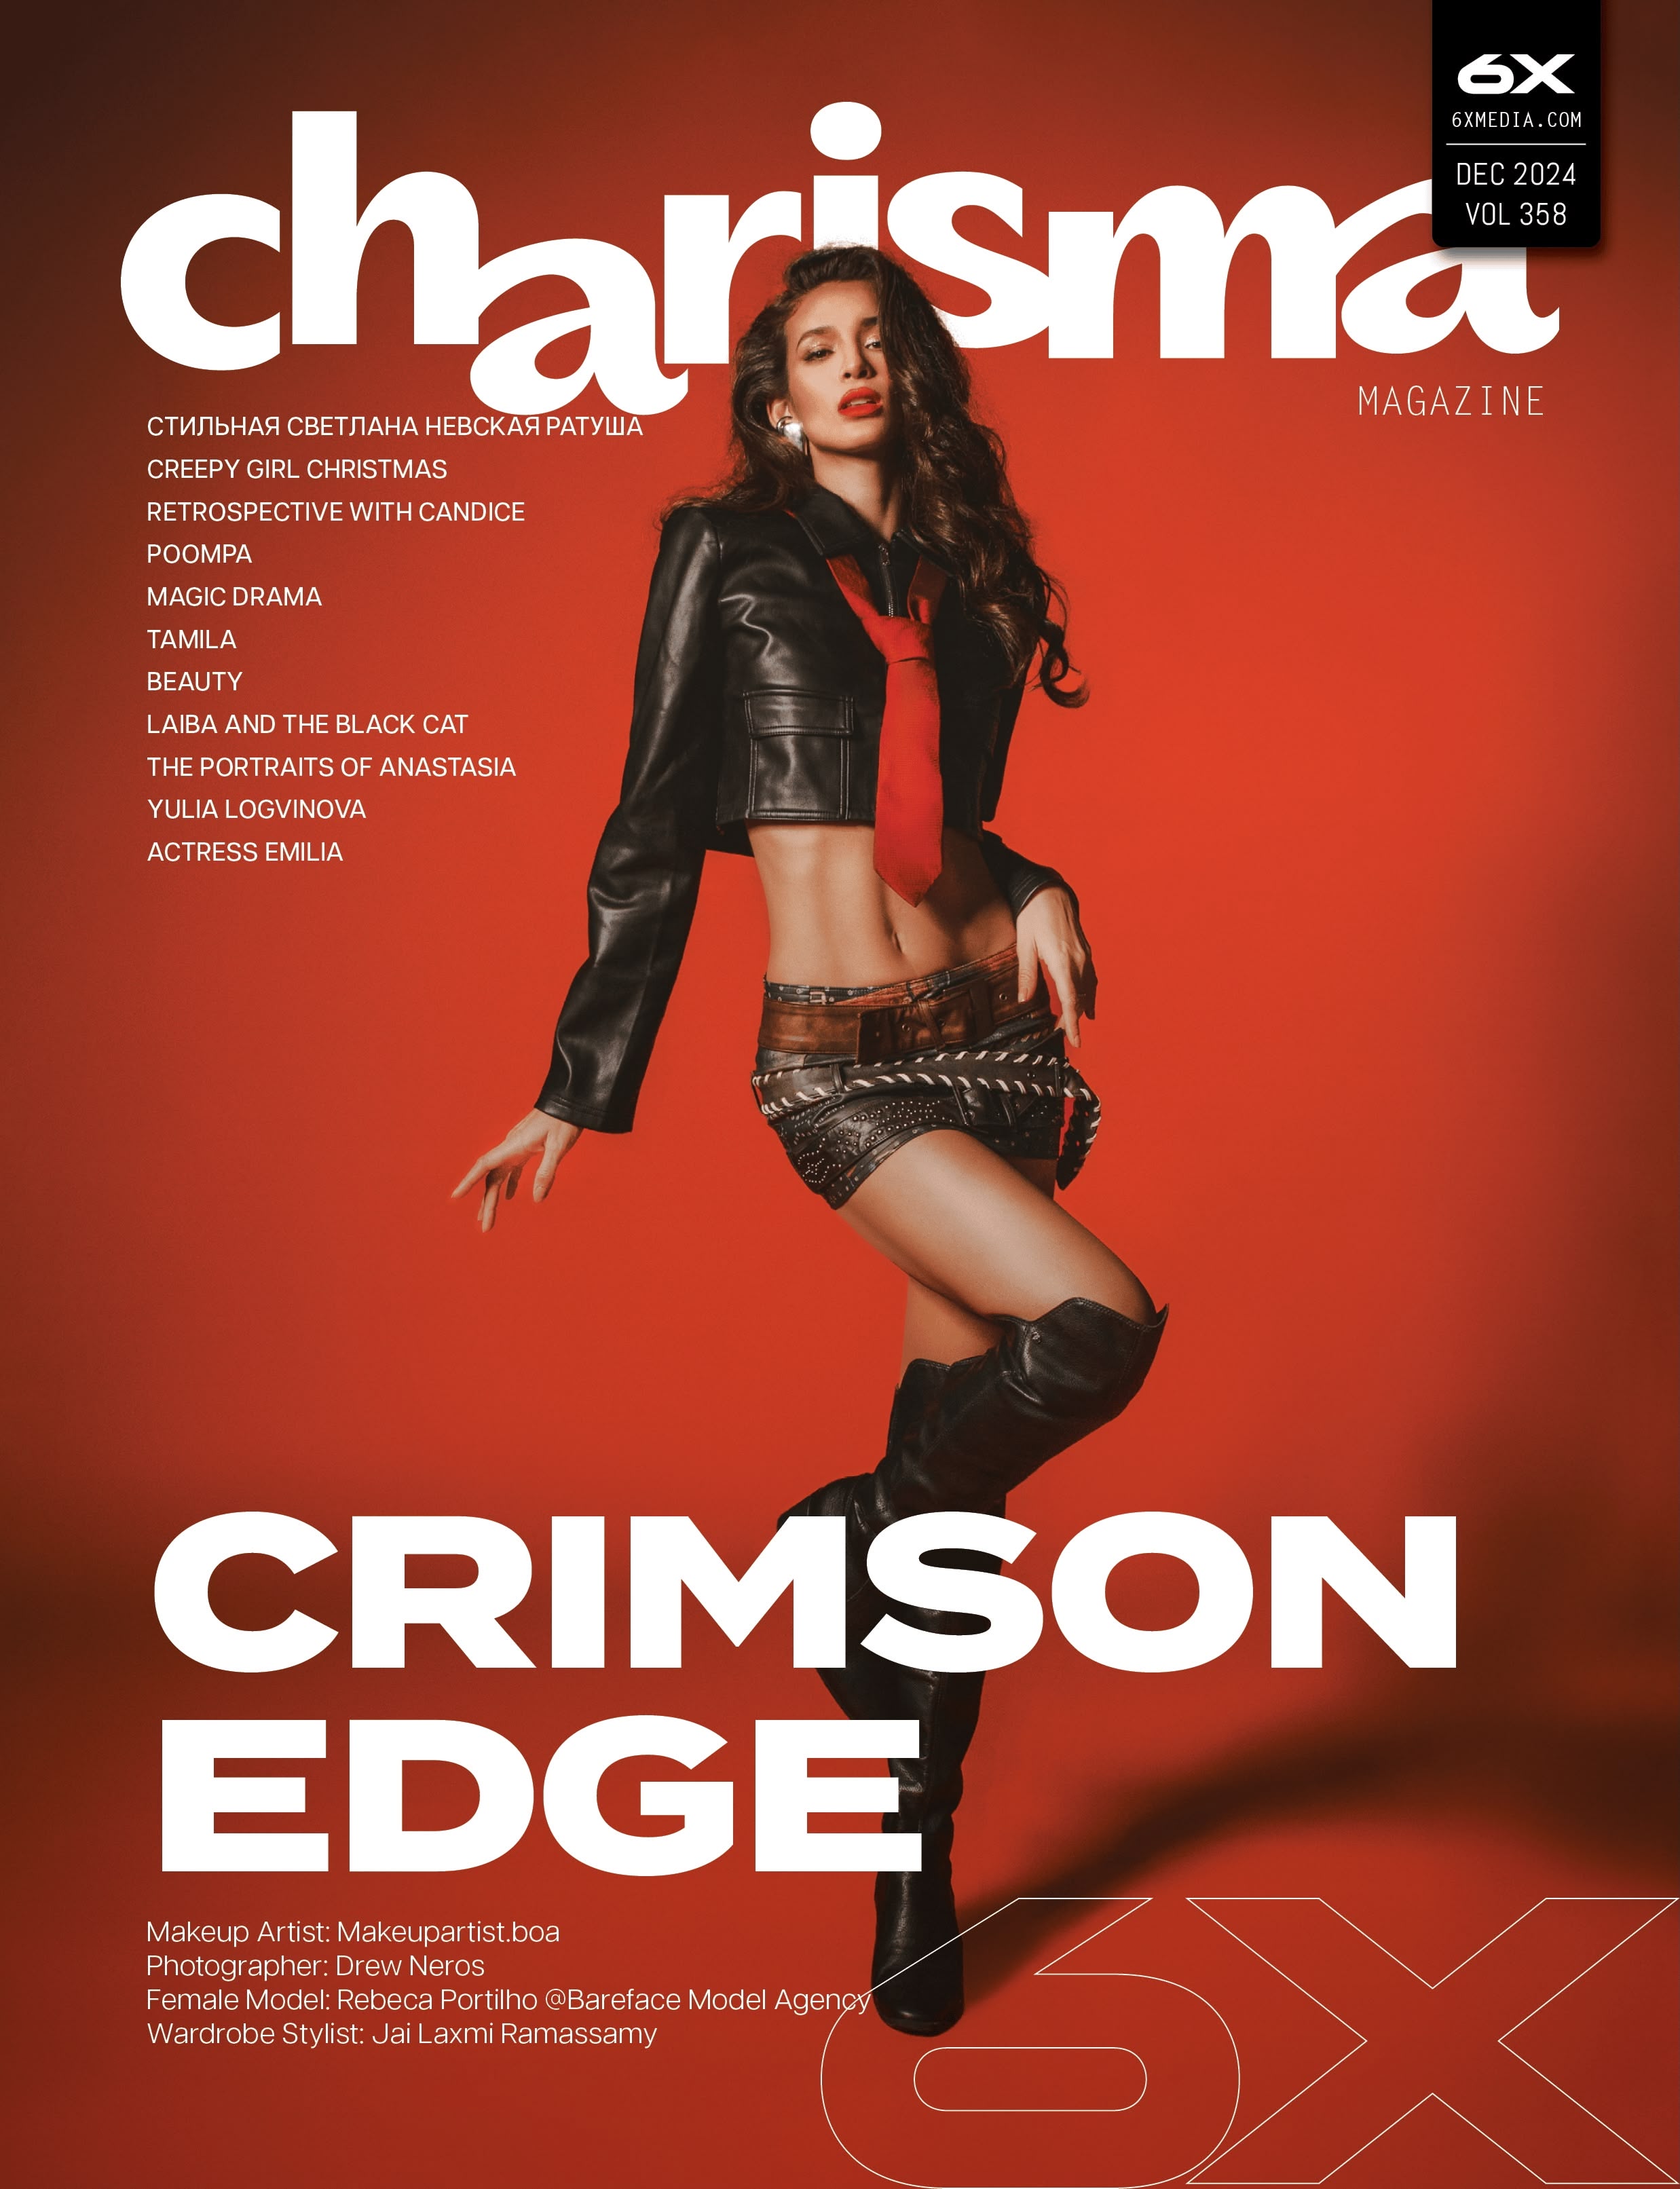 6X
6XMEDIA.COM
DEC 2024
VOL 358
charisma
MAGAZINE
СТИЛЬНАЯ СВЕТЛАНА НЕВСКАЯ РАТУША
CREEPY GIRL CHRISTMAS
RETROSPECTIVE WITH CANDICE
POOMPA
MAGIC DRAMA
TAMILA
BEAUTY
LAIBA AND THE BLACK CAT
THE PORTRAITS OF ANASTASIA
YULIA LOGVINOVA
ACTRESS EMILIA
CRIMSON
EDGE
Makeup Artist: Makeupartist.boa
Photographer: Drew Neros
Female Model: Rebeca Portilho @Bareface Model Agency
Wardrobe Stylist: Jai Laxmi Ramassamy
6X